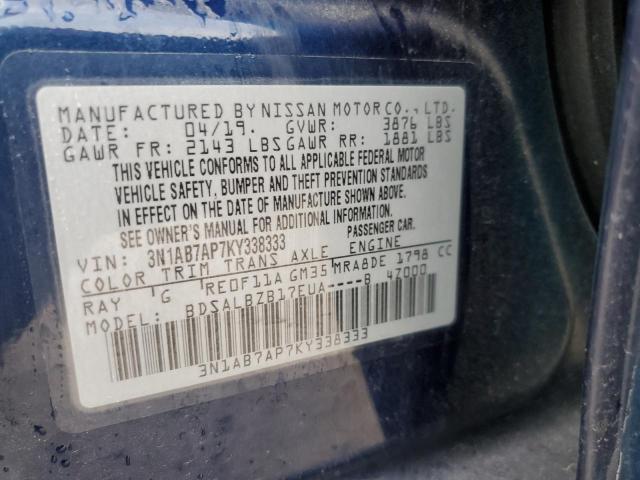 MANUFACTURED BY NISSAN MOTOR CO., LTD.
DATE: 04/19. GVWR: 3876 LBS
GAWR FR: 2143 LBS GAWR RR: 1881 LBS
THIS VEHICLE CONFORMS TO ALL APPLICABLE FEDERAL MOTOR
VEHICLE SAFETY, BUMPER AND THEFT PREVENTION STANDARDS
IN EFFECT ON THE DATE OF MANUFACTURE SHOWN ABOVE.
SEE OWNER'S MANUAL FOR ADDITIONAL INFORMATION.
VIN: 3N1AB7AP7KY338333 PASSENGER CAR.
COLOR TRIM TRANS AXLE ENGINE
RAY G RE0F11A GM35 MRA8DE 1798 CC
MODEL: BDSALBZB17EUA----B 47000
3N1AB7AP7KY338333